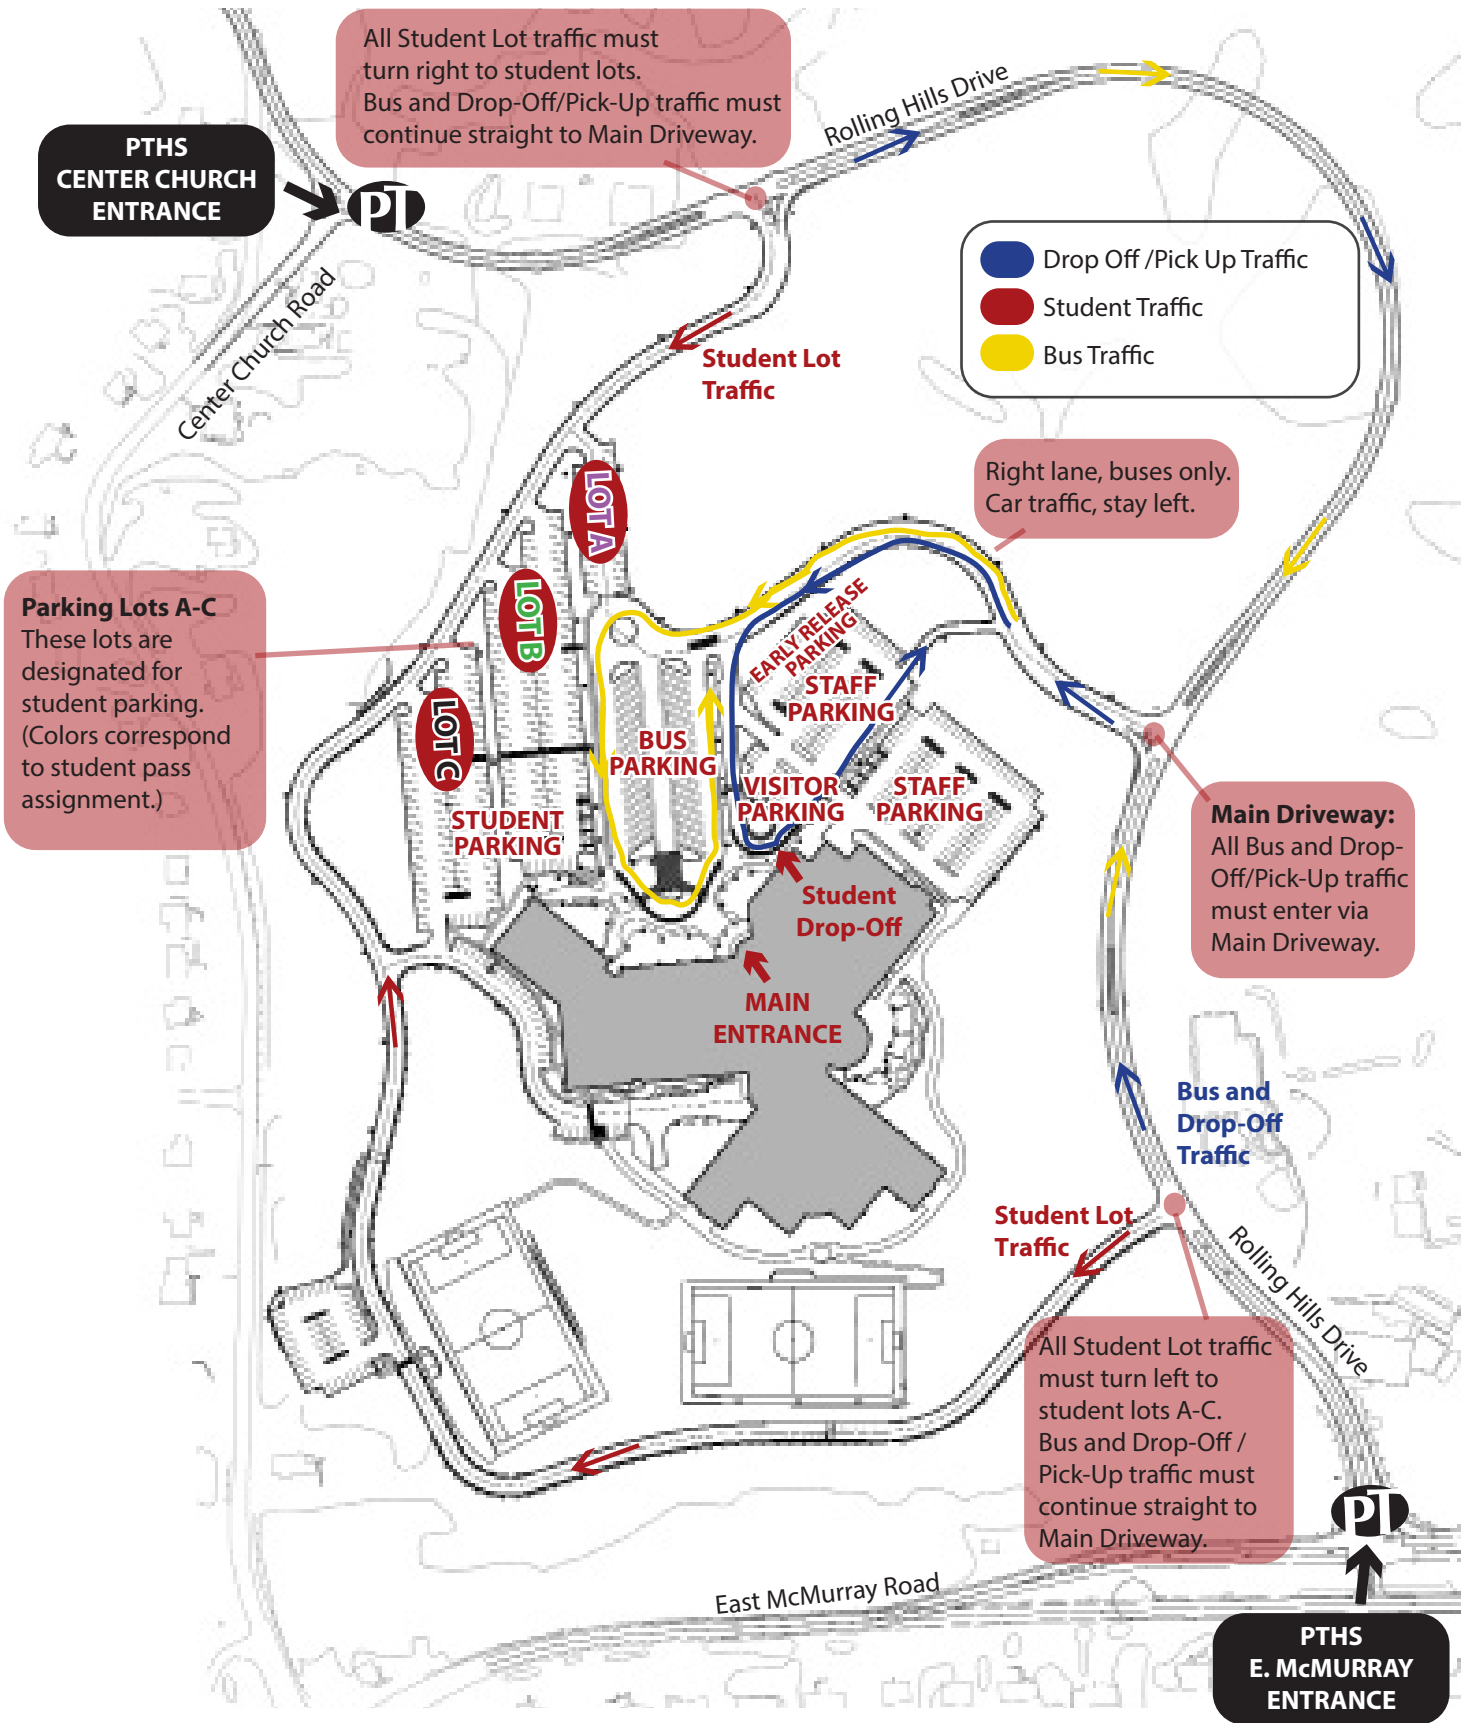 All Student Lot traffic must
turn right to student lots.
Bus and Drop-Off/Pick-Up traffic must
continue straight to Main Driveway.
Rolling Hills Drive
PTHS
CENTER CHURCH
ENTRANCE
PT
Center Church Road
Drop Off /Pick Up Traffic
Student Traffic
Bus Traffic
Student Lot
Traffic
Right lane, buses only.
Car traffic, stay left.
LOT A
LOT B
LOT C
Parking Lots A-C
These lots are
designated for
student parking.
(Colors correspond
to student pass
assignment.)
EARLY RELEASE
PARKING
STAFF
PARKING
BUS
PARKING
VISITOR
PARKING
STAFF
PARKING
STUDENT
PARKING
Main Driveway:
All Bus and Drop-
Off/Pick-Up traffic
must enter via
Main Driveway.
Student
Drop-Off
MAIN
ENTRANCE
Bus and
Drop-Off
Traffic
Student Lot
Traffic
Rolling Hills Drive
All Student Lot traffic
must turn left to
student lots A-C.
Bus and Drop-Off /
Pick-Up traffic must
continue straight to
Main Driveway.
PT
East McMurray Road
PTHS
E. McMURRAY
ENTRANCE